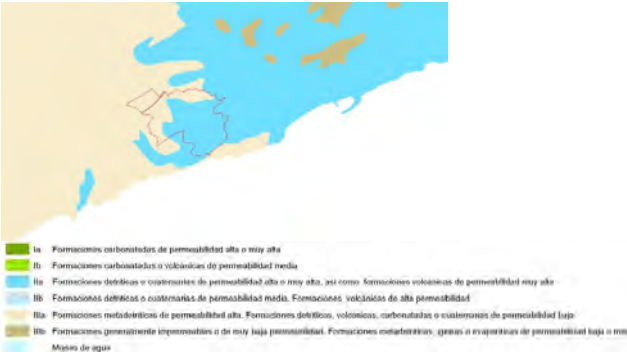 Ia Formaciones carbonatadas de permeabilidad alta o muy alta
Ib Formaciones carbonatadas o volcánicas de permeabilidad media
IIa Formaciones detríticas o cuaternarias de permeabilidad alta o muy alta, así como formaciones volcánicas de permeabilidad muy alta
IIb Formaciones detríticas o cuaternarias de permeabilidad media. Formaciones volcánicas de alta permeabilidad
IIIa Formaciones metadetríticas de permeabilidad alta. Formaciones detríticas, volcánicas, carbonatadas o cuaternarias de permeabilidad baja
IIIb Formaciones generalmente impermeables o de muy baja permeabilidad. Formaciones metadetríticas, ígneas o evaporíticas de permeabilidad baja o
Masas de agua